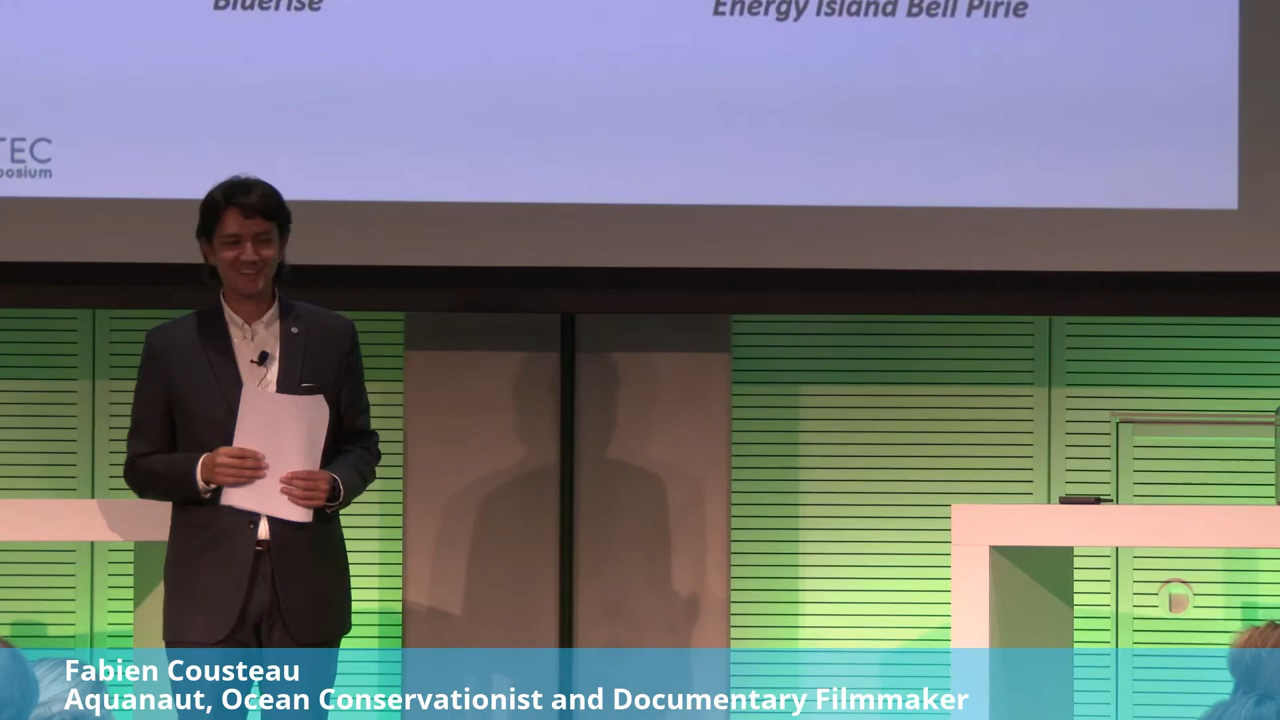 Bluerise
Energy Island Bell Pirie
TEC
posium
Fabien Cousteau
Aquanaut, Ocean Conservationist and Documentary Filmmaker